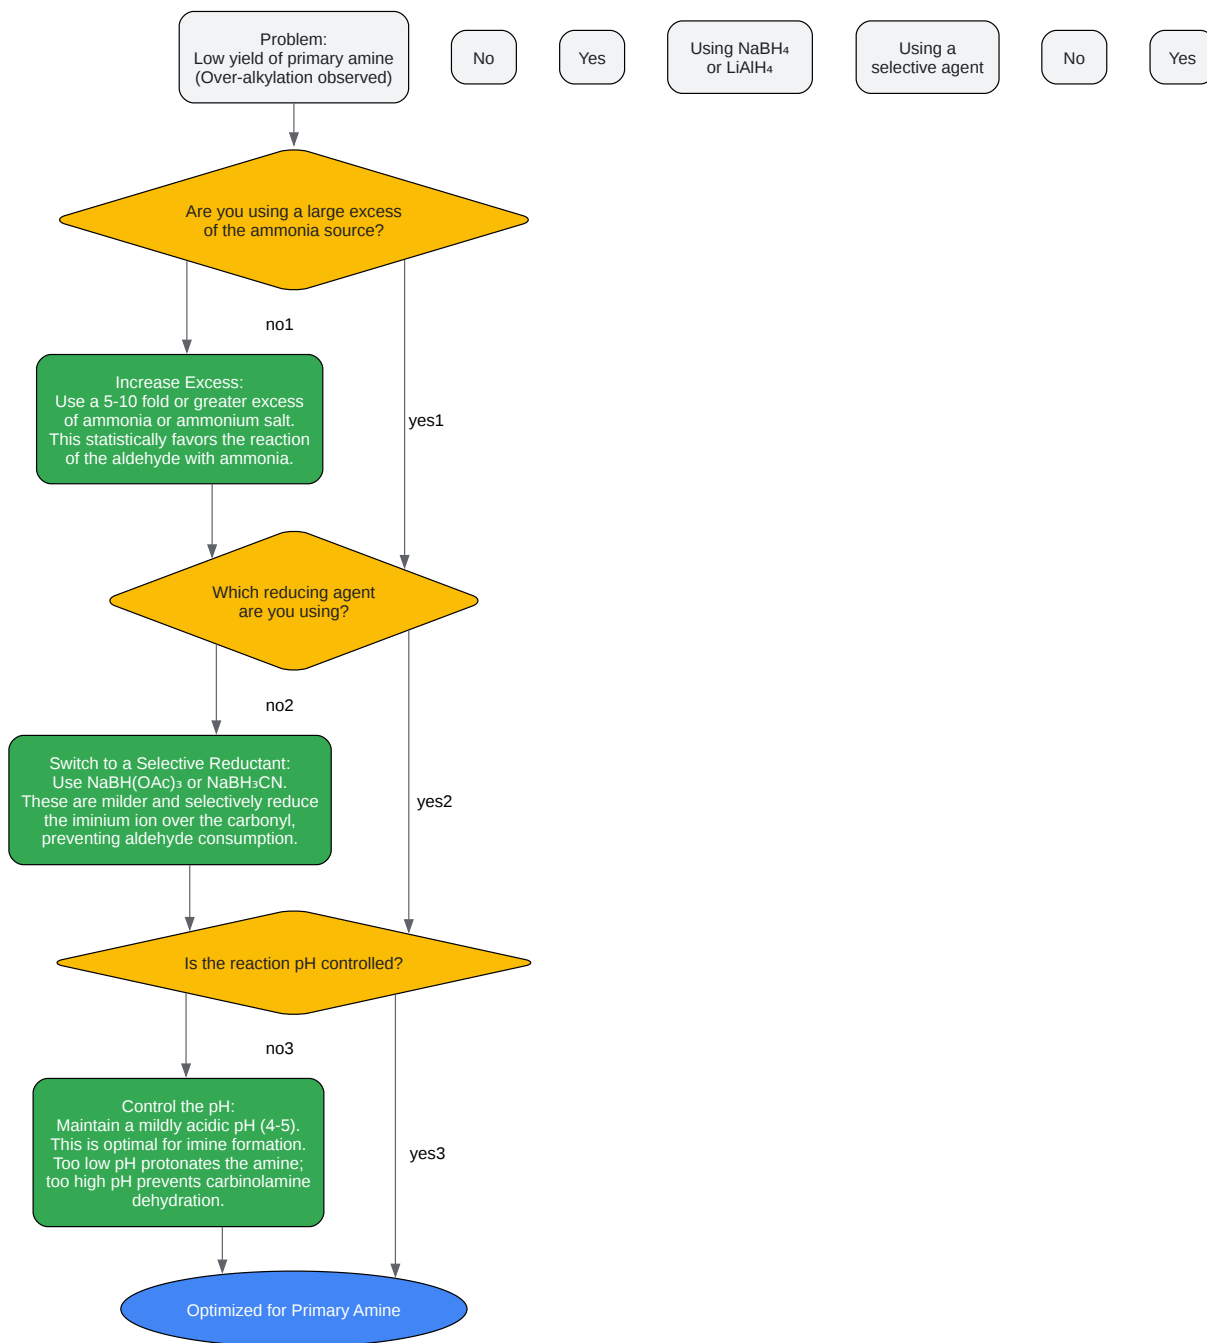 Problem:
Low yield of primary amine
(Over-alkylation observed)
No
Yes
Using NaBH₄
or LiAlH₄
Using a
selective agent
No
Yes
Are you using a large excess
of the ammonia source?
no1
Increase Excess:
Use a 5-10 fold or greater excess
of ammonia or ammonium salt.
This statistically favors the reaction
of the aldehyde with ammonia.
yes1
Which reducing agent
are you using?
no2
Switch to a Selective Reductant:
Use NaBH(OAc)₃ or NaBH₃CN.
These are milder and selectively reduce
the iminium ion over the carbonyl,
preventing aldehyde consumption.
yes2
Is the reaction pH controlled?
no3
Control the pH:
Maintain a mildly acidic pH (4-5).
This is optimal for imine formation.
Too low pH protonates the amine;
too high pH prevents carbinolamine
dehydration.
yes3
Optimized for Primary Amine